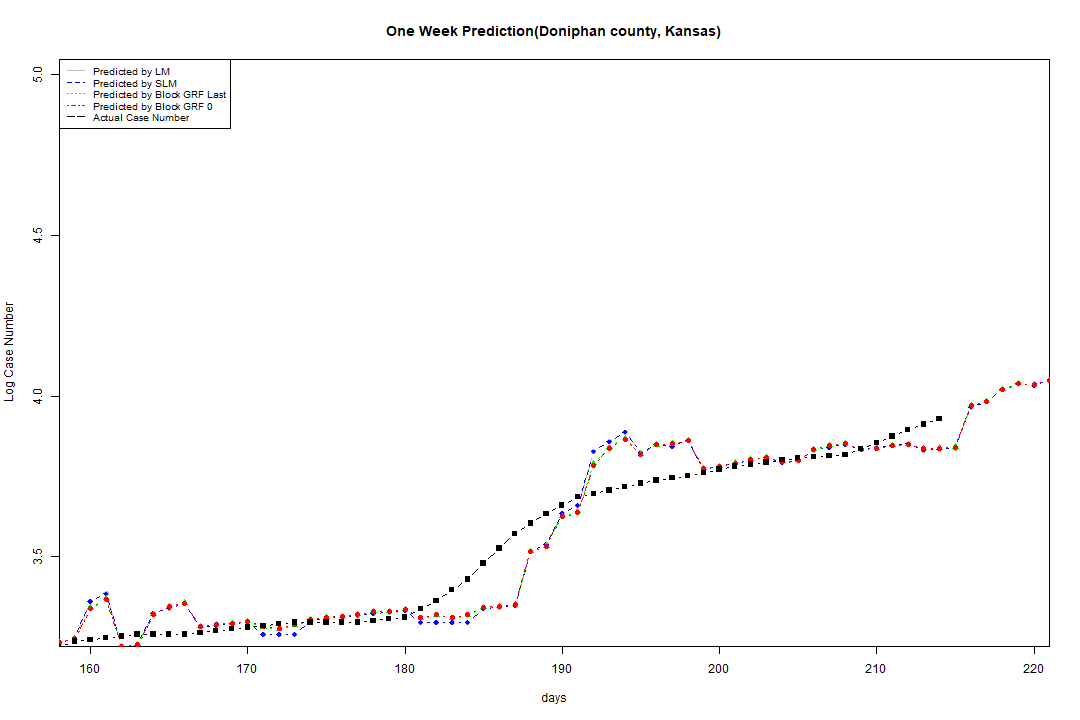 One Week Prediction(Doniphan county, Kansas)
Predicted by LM
Predicted by SLM
Predicted by Block GRF Last
Predicted by Block GRF 0
Actual Case Number
5.0
4.5
4.0
3.5
Log Case Number
160 170 180 190 200 210 220
days